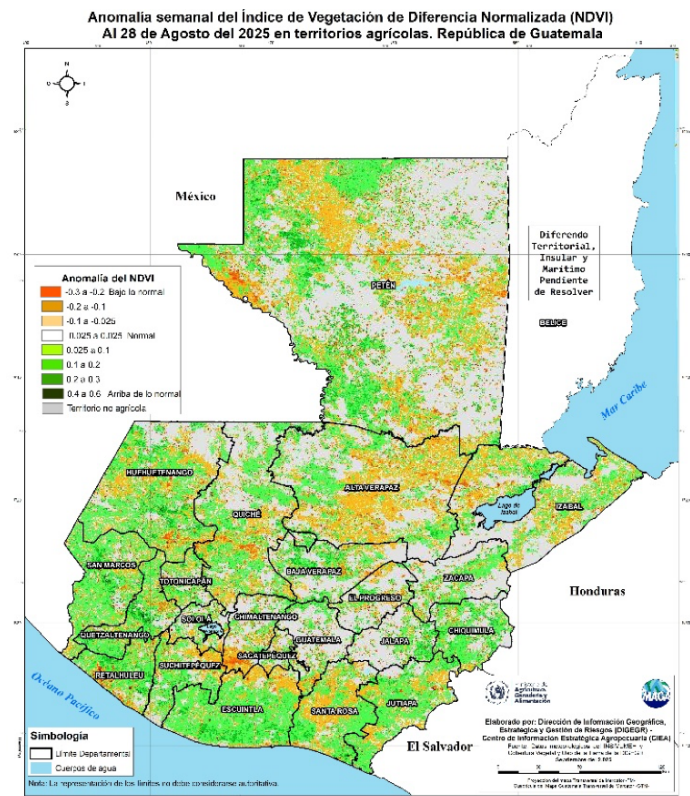 Anomalía semanal del Índice de Vegetación de Diferencia Normalizada (NDVI)
Al 28 de Agosto del 2025 en territorios agrícolas. República de Guatemala
N
O
E
S
México
Diferendo
Territorial,
Insular y
Marítimo
Pendiente
de Resolver
PETÉN
BELICE
Anomalía del NDVI
-0.3 a -0.2 Bajo lo normal
-0.2 a -0.1
-0.1 a -0.025
0.025 a 0.025 Normal
0.025 a 0.1
0.1 a 0.2
0.2 a 0.3
0.4 a 0.6 Arriba de lo normal
Territorio no agrícola
Mar Caribe
HUEHUETENANGO
ALTA VERAPAZ
QUICHÉ
Lago de
Izabal
IZABAL
SAN MARCOS
BAJA VERAPAZ
TOTONICAPÁN
ZACAPA
Honduras
EL PROGRESO
SOLOLÁ
CHIMALTENANGO
QUETZALTENANGO
GUATEMALA
JALAPA
CHIQUIMULA
SACATEPÉQUEZ
SUCHITEPÉQUEZ
RETALHULEU
ESCUINTLA
SANTA ROSA
JUTIAPA
Océano Pacífico
El Salvador
Agricultura,
Ganadería y
Alimentación
MAGA
Elaborado por: Dirección de Información Geográfica,
Estratégica y Gestión de Riesgos (DIGEGR) -
Centro de Información Estratégica Agropecuaria (CIEA)
Simbología
Límite Departamental
Cuerpos de agua
Nota: La representación de los límites no debe considerarse autoritativa.